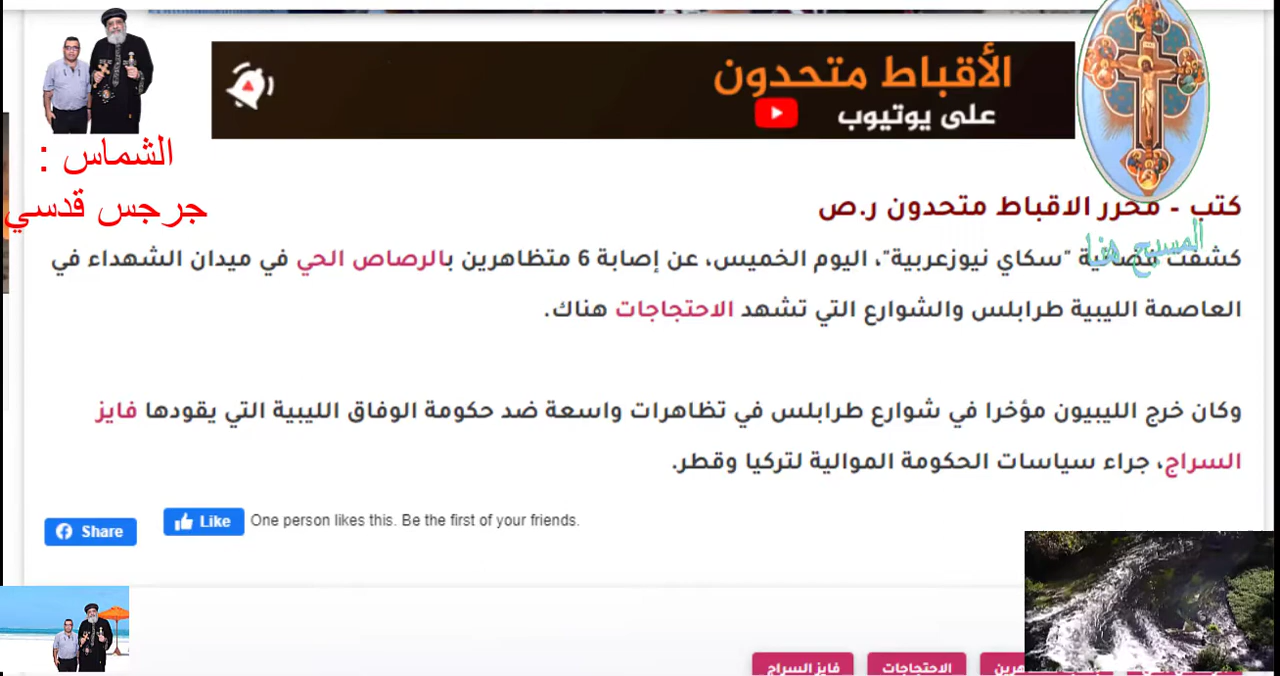 الأقباط متحدون
على يوتيوب
الشماس :
جرجس قدسي
كتب - محرر الاقباط متحدون ر.ص
المسيح هنا
كشفت فضائية "سكاي نيوزعربية"، اليوم الخميس، عن إصابة 6 متظاهرين بالرصاص الحي في ميدان الشهداء في
العاصمة الليبية طرابلس والشوارع التي تشهد الاحتجاجات هناك.
وكان خرج الليبيون مؤخرا في شوارع طرابلس في تظاهرات واسعة ضد حكومة الوفاق الليبية التي يقودها فايز
السراج، جراء سياسات الحكومة الموالية لتركيا وقطر.
Share
Like One person likes this. Be the first of your friends.
الاحتجاجات
فايز السراج